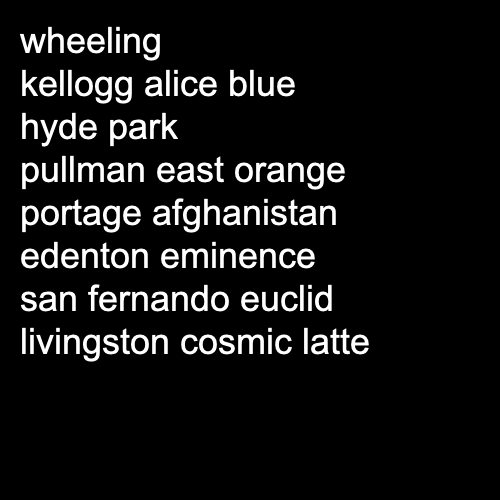 wheeling
kellogg alice blue
hyde park
pullman east orange
portage afghanistan
edenton eminence
san fernando euclid
livingston cosmic latte